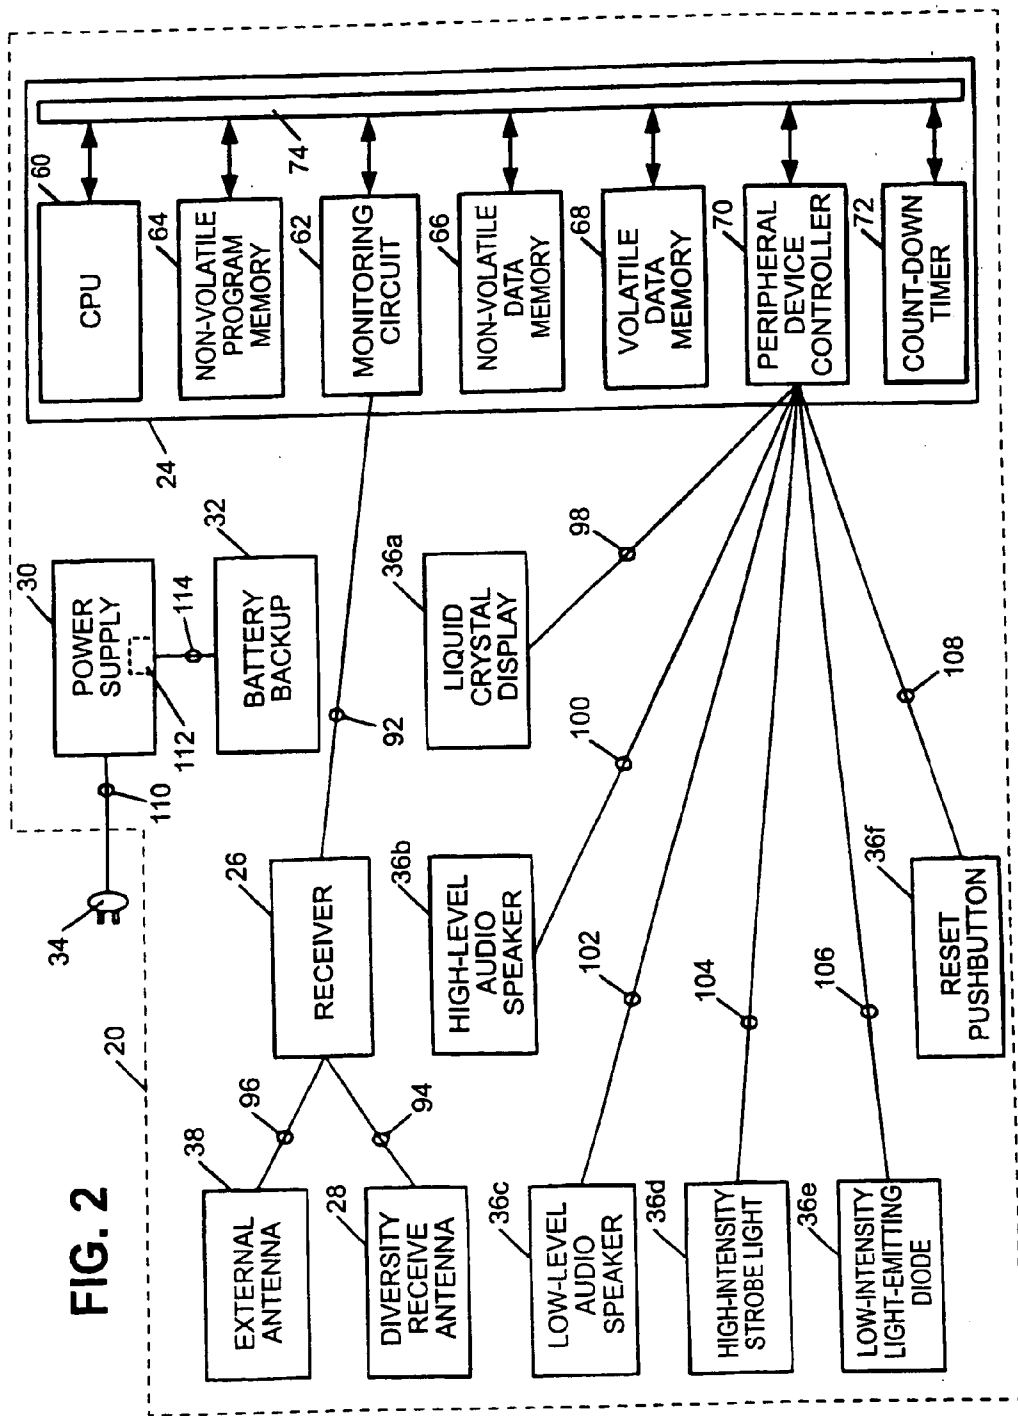 FIG. 2
20
34
110
30
POWER
SUPPLY
112
114
32
BATTERY
BACKUP
24
60
CPU
64
NON-VOLATILE
PROGRAM
MEMORY
62
MONITORING
CIRCUIT
66
NON-VOLATILE
DATA
MEMORY
68
VOLATILE
DATA
MEMORY
70
PERIPHERAL
DEVICE
CONTROLLER
72
COUNT-DOWN
TIMER
74
38
EXTERNAL
ANTENNA
96
28
DIVERSITY
RECEIVE
ANTENNA
94
26
RECEIVER
92
36a
LIQUID
CRYSTAL
DISPLAY
98
36b
HIGH-LEVEL
AUDIO
SPEAKER
100
36c
LOW-LEVEL
AUDIO
SPEAKER
102
36d
HIGH-INTENSITY
STROBE LIGHT
104
36e
LOW-INTENSITY
LIGHT-EMITTING
DIODE
106
36f
RESET
PUSHBUTTON
108